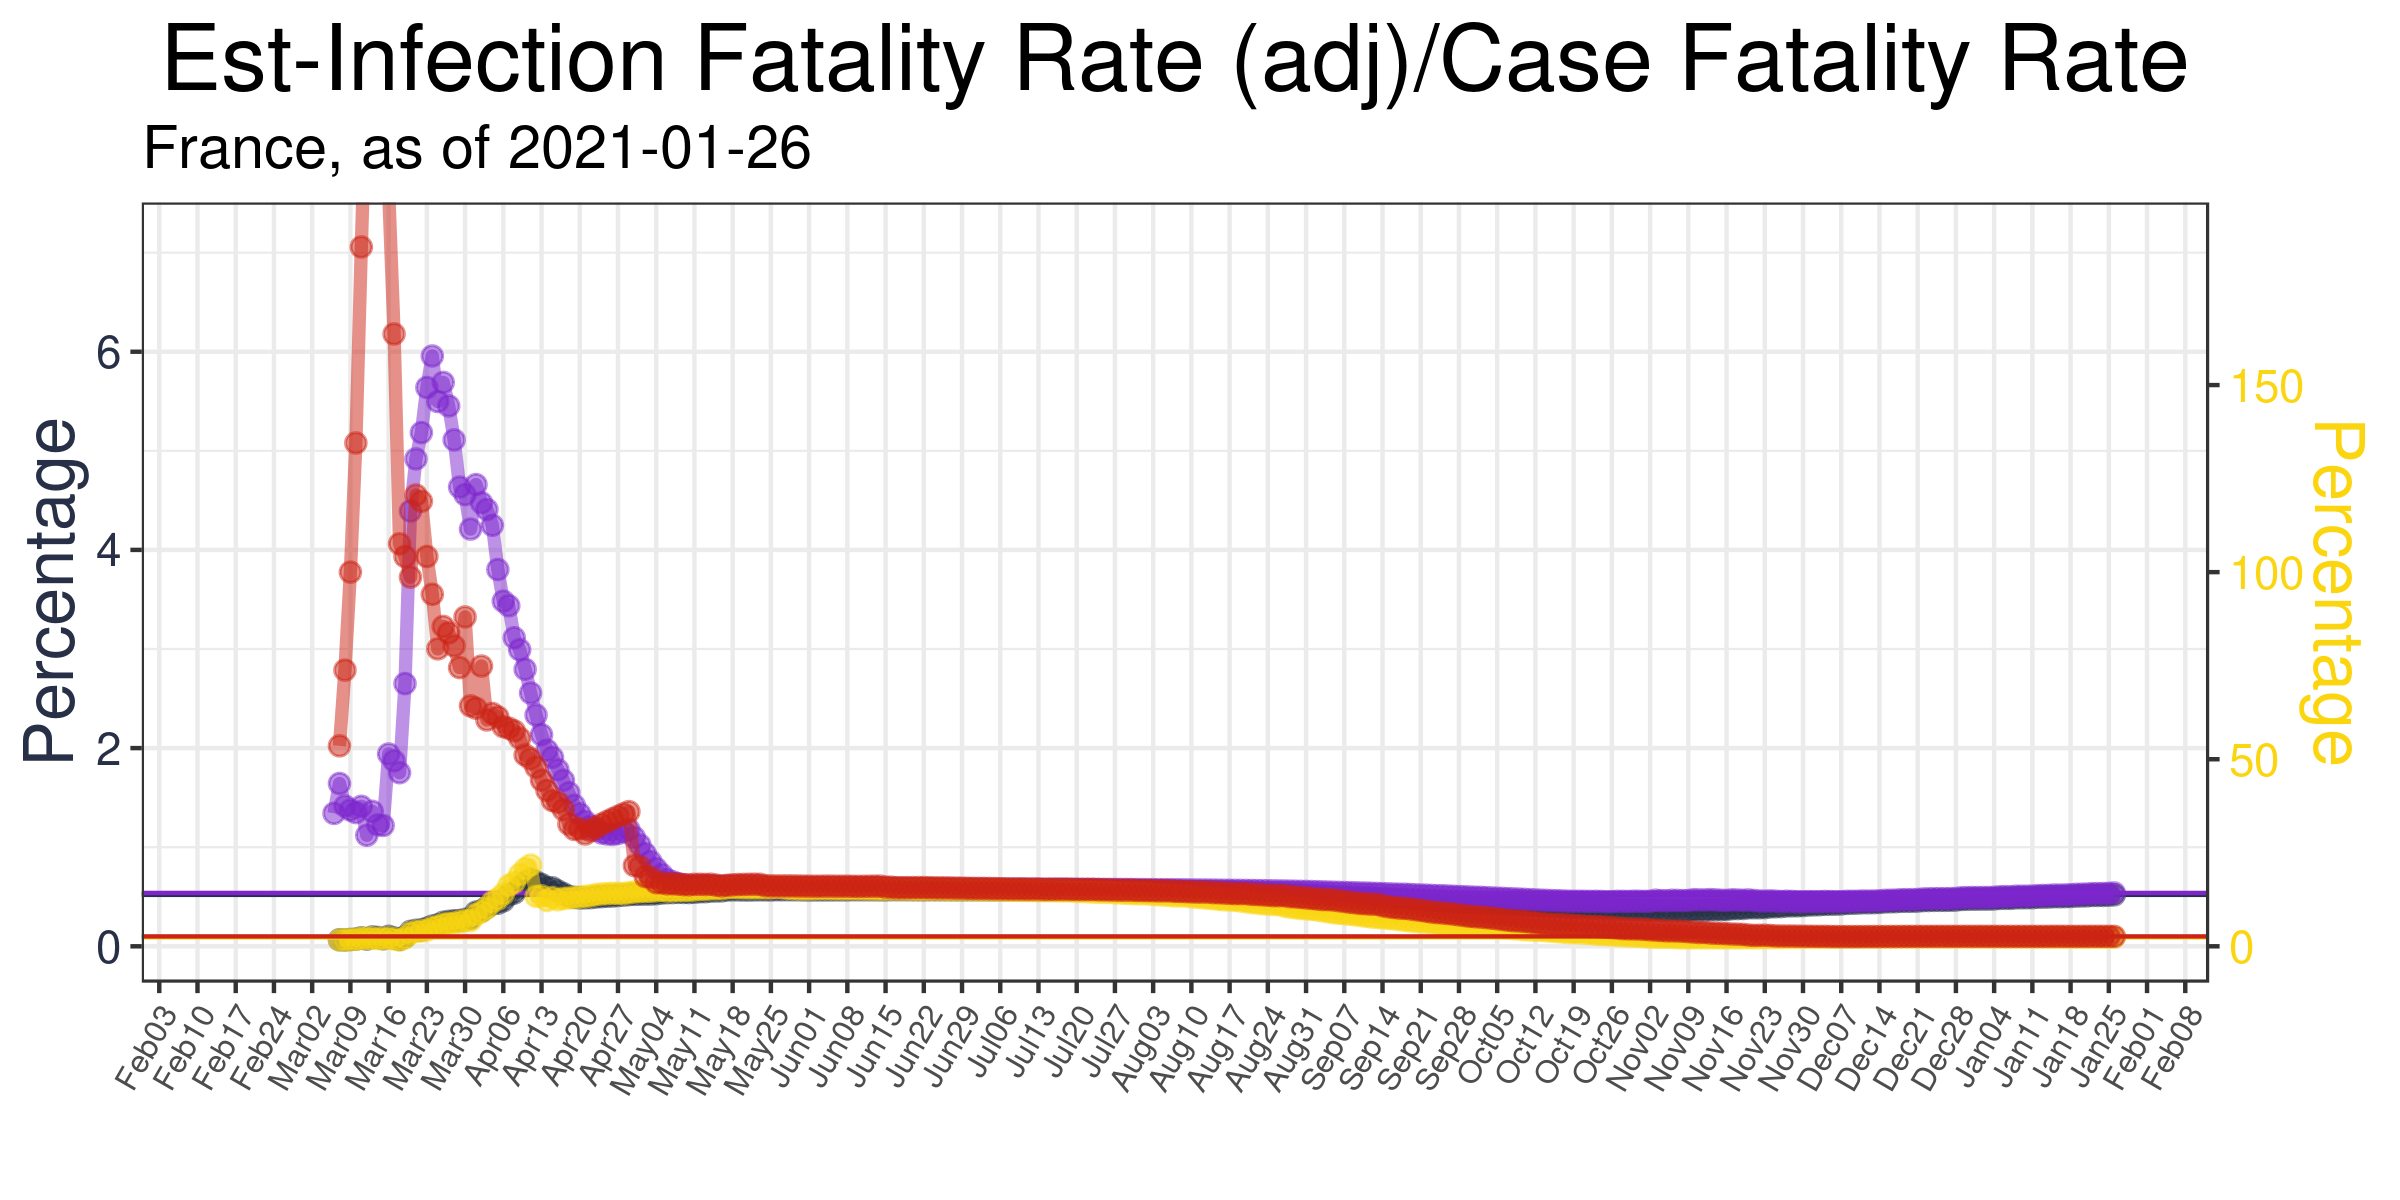 Est-Infection Fatality Rate (adj)/Case Fatality Rate
France, as of 2021-01-26
Percentage
6
4
2
0
150
100
50
0
Percentage
Feb03
Feb10
Feb17
Feb24
Mar02
Mar09
Mar16
Mar23
Mar30
Apr06
Apr13
Apr20
Apr27
May04
May11
May18
May25
Jun01
Jun08
Jun15
Jun22
Jun29
Jul06
Jul13
Jul20
Jul27
Aug03
Aug10
Aug17
Aug24
Aug31
Sep07
Sep14
Sep21
Sep28
Oct05
Oct12
Oct19
Oct26
Nov02
Nov09
Nov16
Nov23
Nov30
Dec07
Dec14
Dec21
Dec28
Jan04
Jan11
Jan18
Jan25
Feb01
Feb08